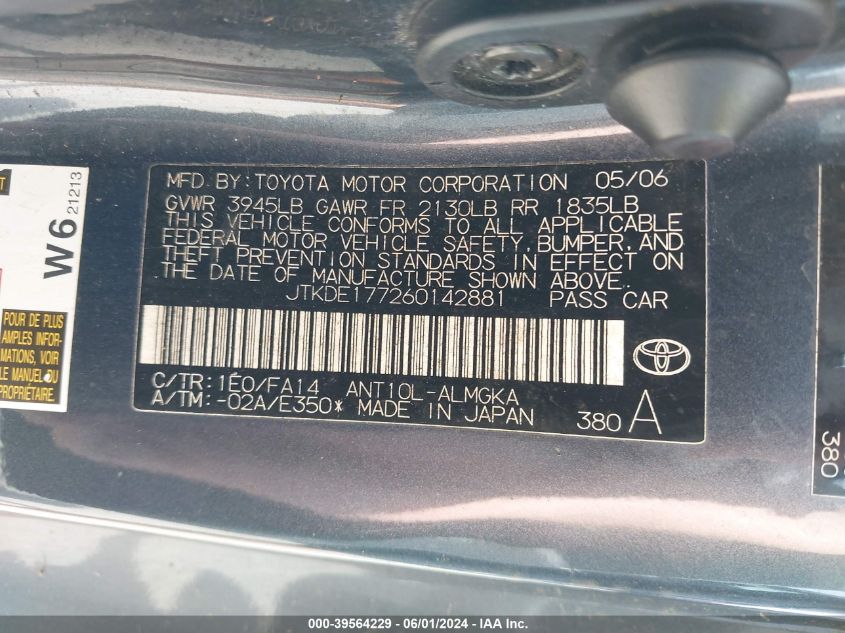 MFD BY: TOYOTA MOTOR CORPORATION 05/06
GVWR 3945LB GAWR FR 2130LB RR 1835LB
THIS VEHICLE CONFORMS TO ALL APPLICABLE
FEDERAL MOTOR VEHICLE SAFETY, BUMPER, AND
THEFT PREVENTION STANDARDS IN EFFECT ON
THE DATE OF MANUFACTURE SHOWN ABOVE.
JTKDE177260142881 PASS CAR
C/TR: 1E0/FA14 ANT10L-ALMGKA
A/TM: -02A/E350* MADE IN JAPAN 380 A
W6 21213
POUR DE PLUS
AMPLES INFOR-
MATIONS, VOIR
LE MANUEL DU
PROPRIÉTAIRE.
380
000-39564229 - 06/01/2024 - IAA Inc.